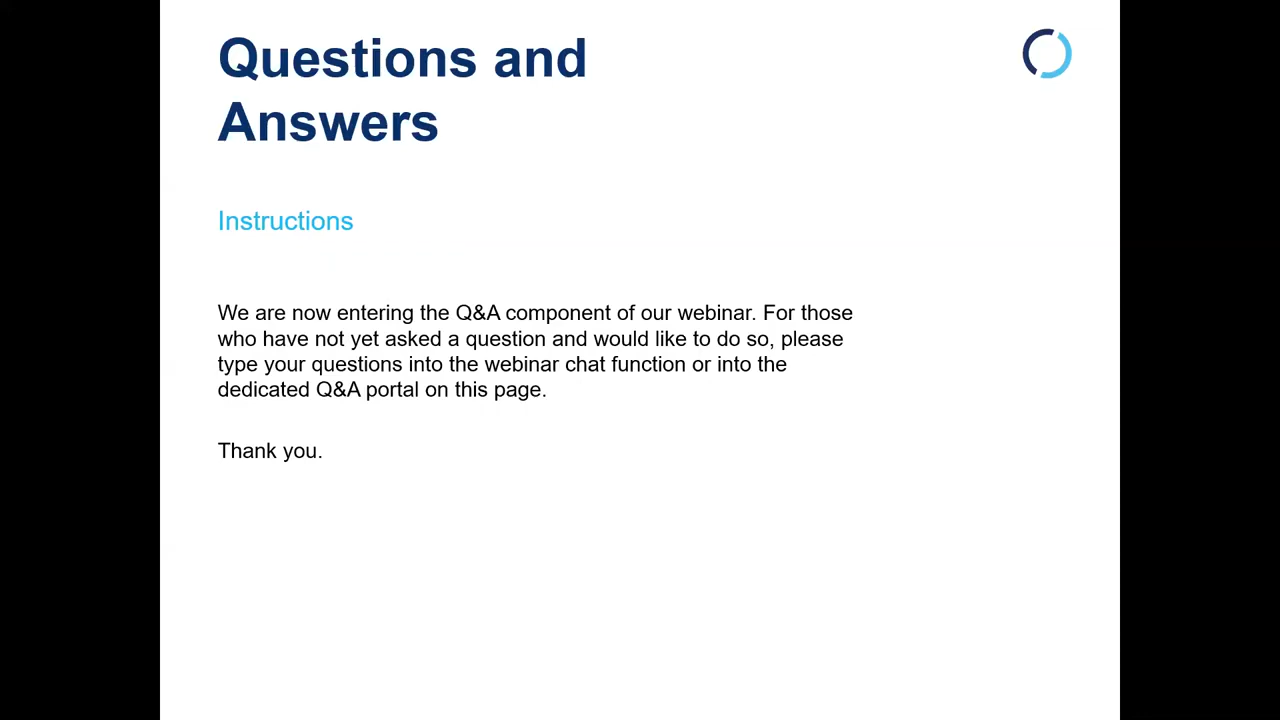 Questions and
Answers
Instructions
We are now entering the Q&A component of our webinar. For those
who have not yet asked a question and would like to do so, please
type your questions into the webinar chat function or into the
dedicated Q&A portal on this page.
Thank you.